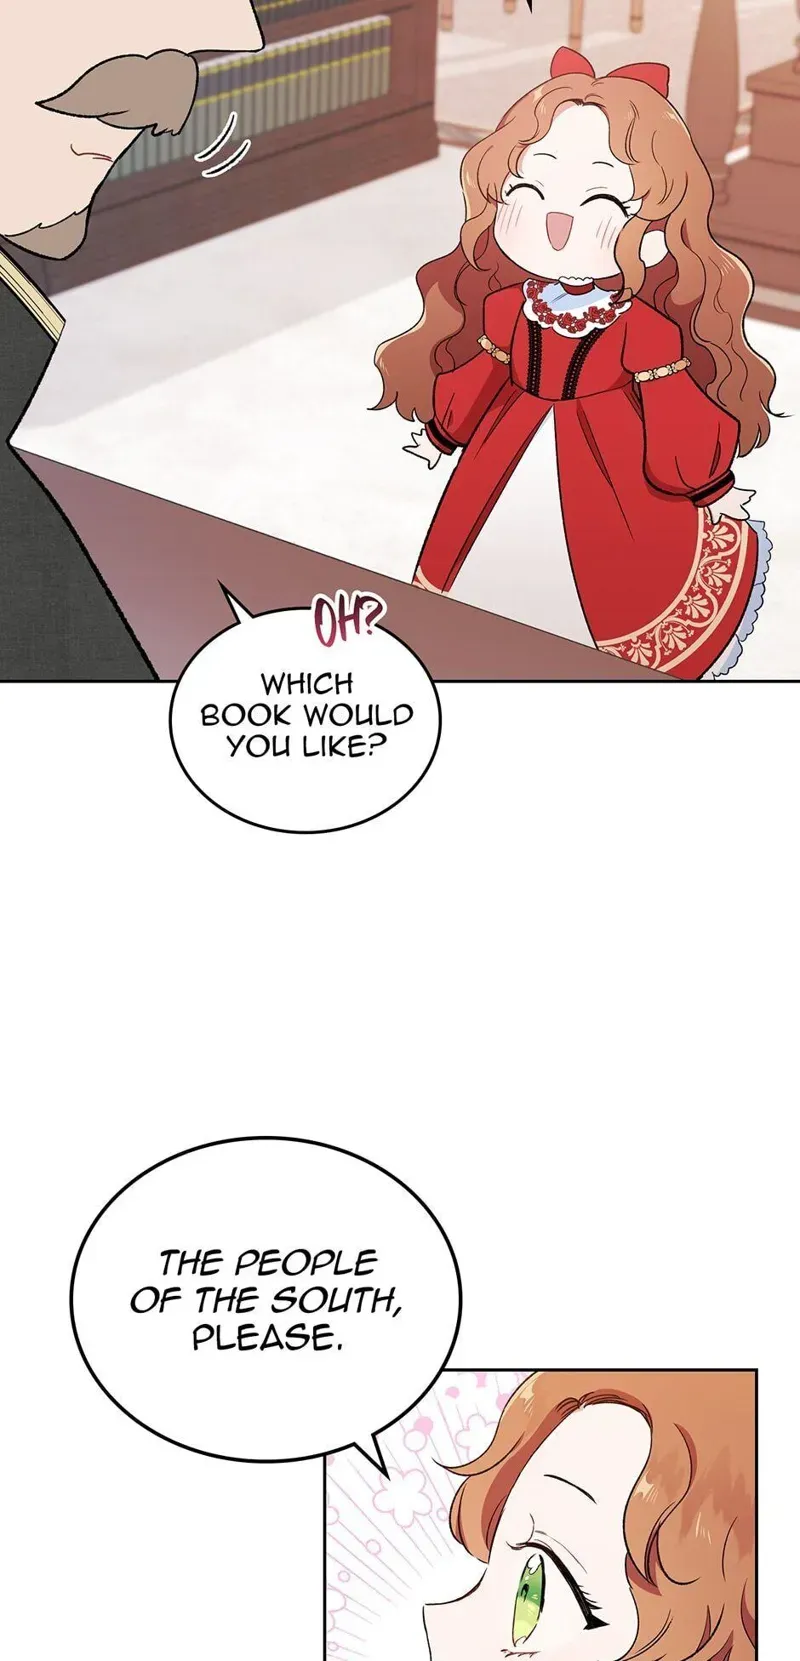 OH?
WHICH
BOOK WOULD
YOU LIKE?
THE PEOPLE
OF THE SOUTH,
PLEASE.